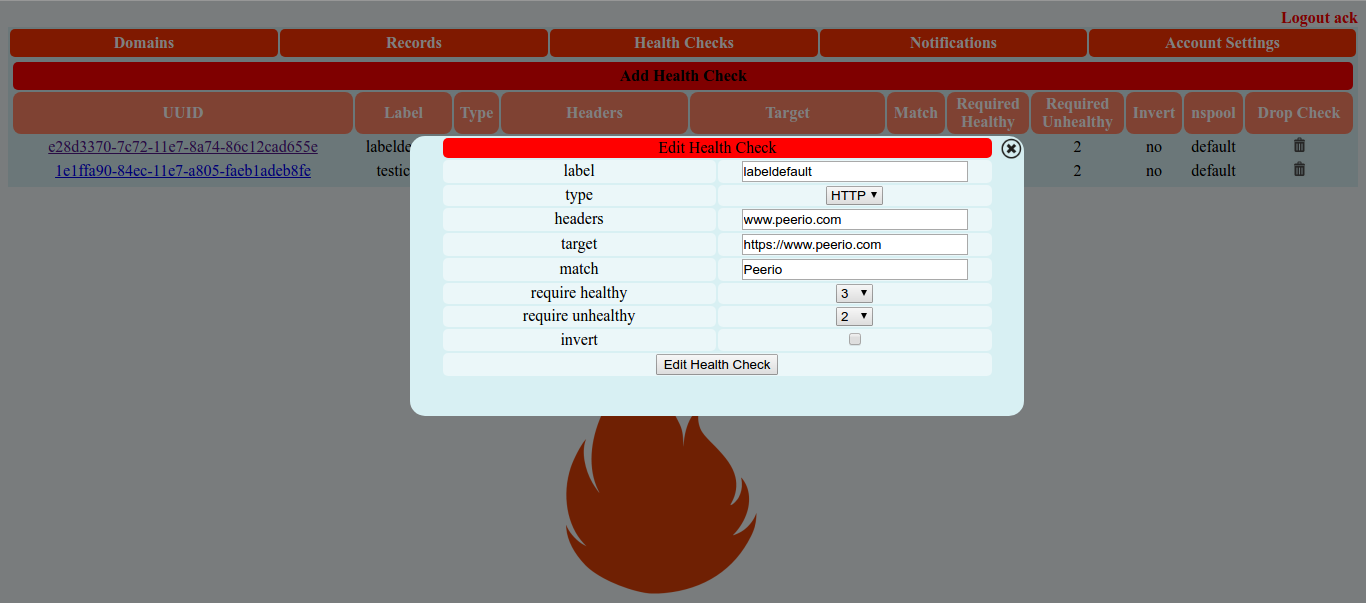 Logout ack
Domains Records Health Checks Notifications Account Settings
Add Health Check
UUID Label Type Headers Target Match Required Healthy Required Unhealthy Invert nspool Drop Check
e28d3370-7c72-11e7-8a74-86c12cad655e labelde 2 no default
1e1ffa90-84ec-11e7-a805-faeb1adeb8fe testic 2 no default
Edit Health Check
label labeldefault
type HTTP
headers www.peerio.com
target https://www.peerio.com
match Peerio
require healthy 3
require unhealthy 2
invert
Edit Health Check